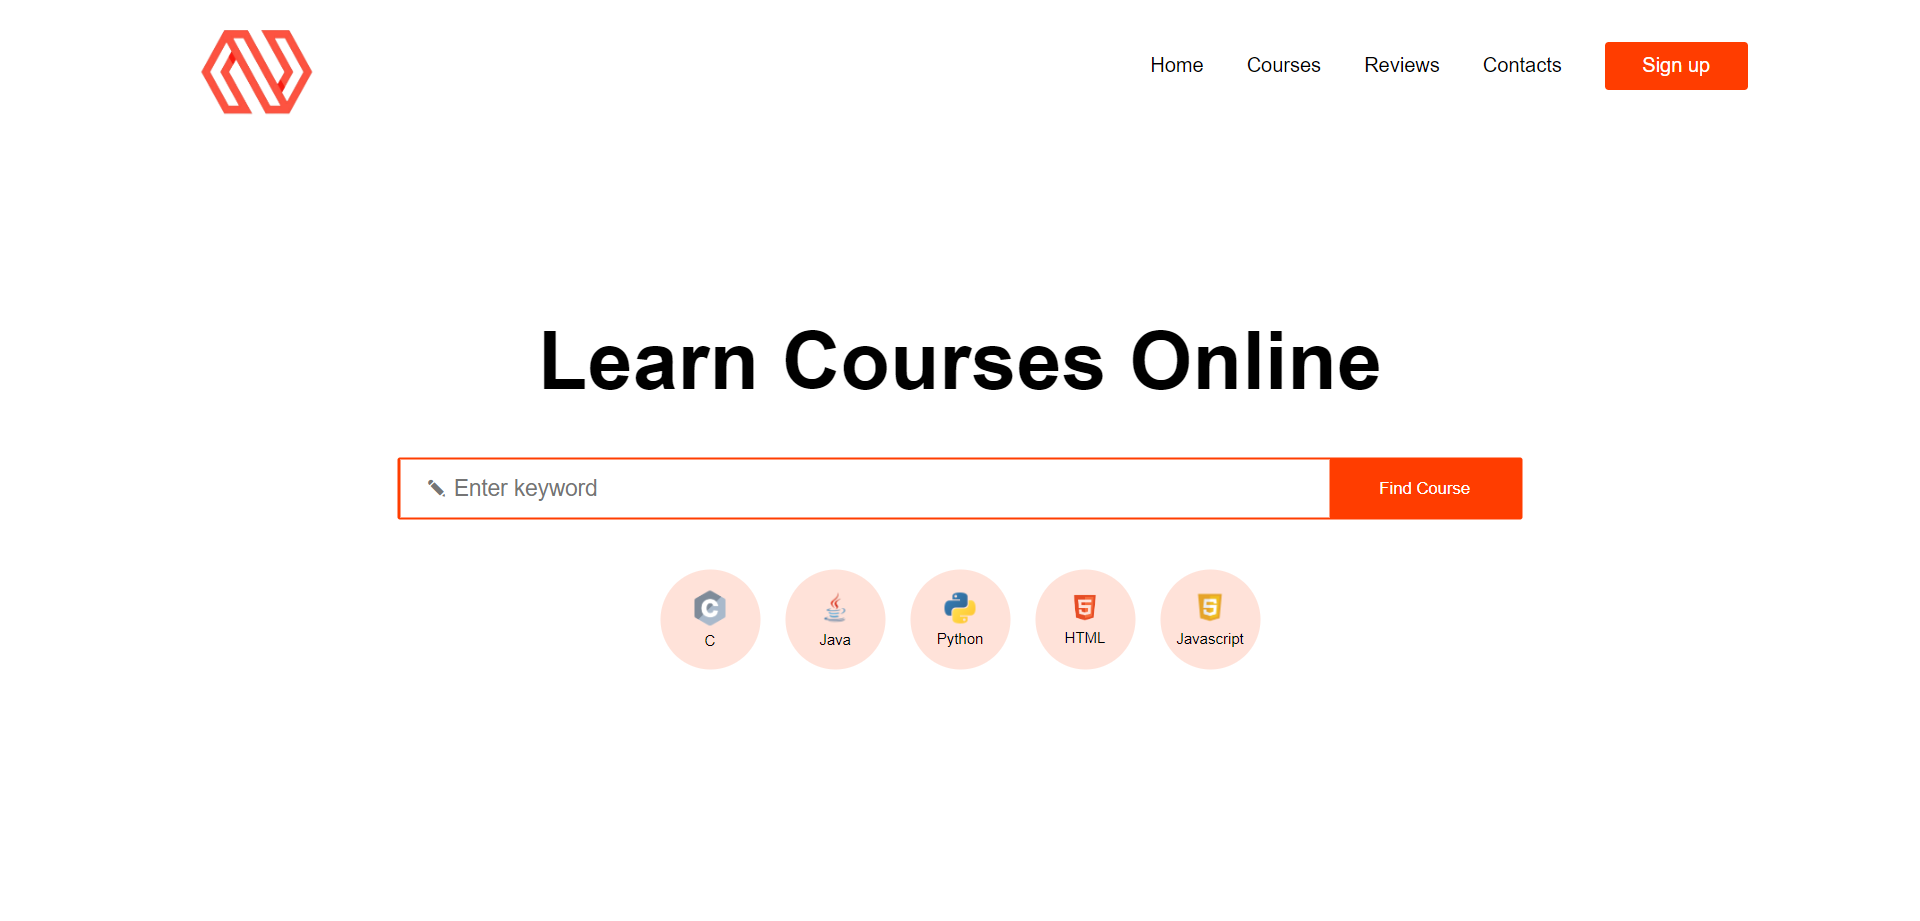 Home Courses Reviews Contacts Sign up
Learn Courses Online
✎ Enter keyword Find Course
C Java Python HTML Javascript